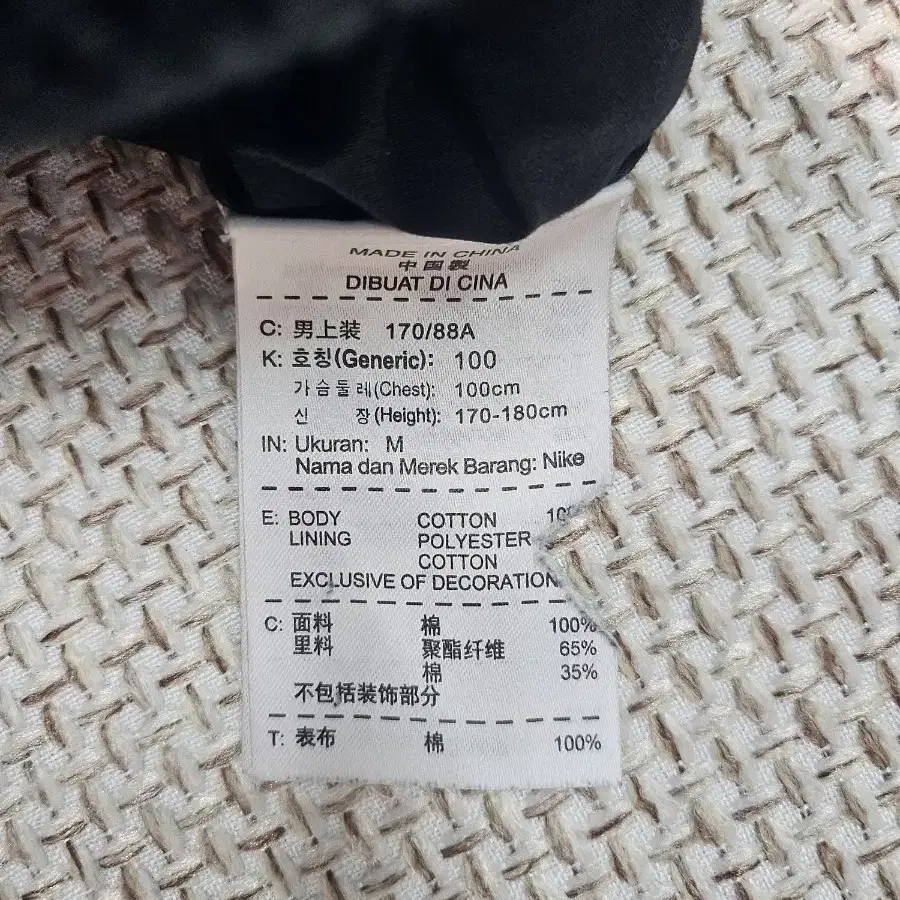 MADE IN CHINA
中国製
DIBUAT DI CINA
C: 男上装 170/88A
K: 호칭(Generic): 100
가슴둘레(Chest): 100cm
신 장(Height): 170-180cm
IN: Ukuran: M
Nama dan Merek Barang: Nike
E: BODY COTTON
LINING POLYESTER
COTTON
EXCLUSIVE OF DECORATION
C: 面料 棉 100%
里料 聚酯纤维 65%
棉 35%
不包括装饰部分
T: 表布 棉 100%